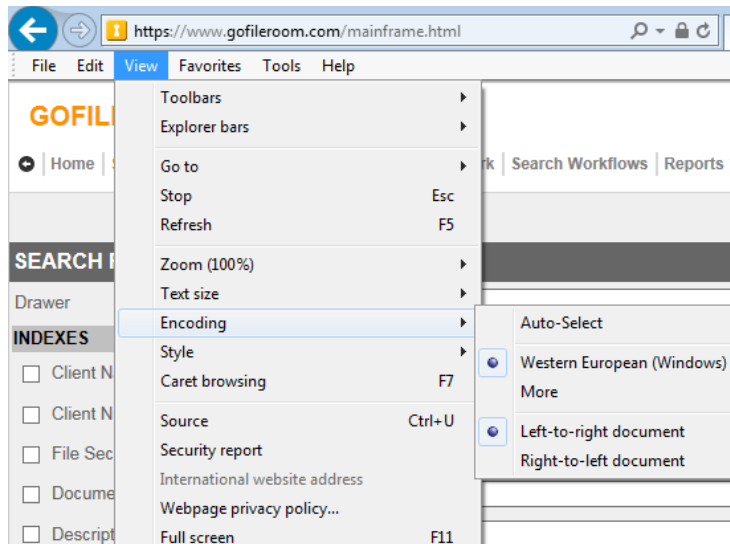 https://www.gofileroom.com/mainframe.html
File Edit View Favorites Tools Help
GOFIL
Home
Search Workflows Reports
SEARCH
Drawer
INDEXES
Client N
Client N
File Sec
Docume
Descript
Toolbars
Explorer bars
Go to
Stop Esc
Refresh F5
Zoom (100%)
Text size
Encoding
Style
Caret browsing F7
Source Ctrl+U
Security report
International website address
Webpage privacy policy...
Full screen F11
Auto-Select
Western European (Windows)
More
Left-to-right document
Right-to-left document